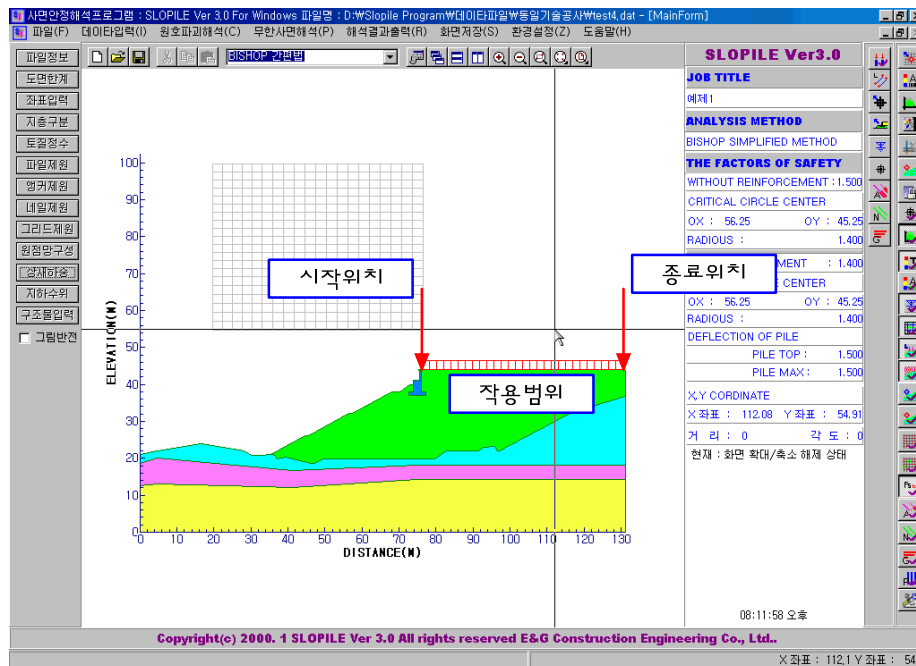 사면안정해석프로그램 : SLOPILE Ver 3,0 For Windows 파일명 : D:₩Slopile Program₩데이타파일₩동일기술공사₩test4,dat - [MainForm]
파일(F) 데이타입력(I) 원호파괴해석(C) 무한사면해석(P) 해석결과출력(R) 화면저장(S) 환경설정(Z) 도움말(H)
BISHOP 간편법
파일정보
도면한계
좌표입력
지층구분
토질정수
파일제원
앵커제원
네일제원
그리드제원
원점망구성
상재하중
지하수위
구조물입력
그림반전
100
90
80
70
60
50
40
30
20
10
0
ELEVATION(M)
0 10 20 30 40 50 60 70 80 90 100 110 120 130
DISTANCE(M)
시작위치
종료위치
작용범위
SLOPILE Ver3.0
JOB TITLE
예제1
ANALYSIS METHOD
BISHOP SIMPLIFIED METHOD
THE FACTORS OF SAFETY
WITHOUT REINFORCEMENT :1.500
CRITICAL CIRCLE CENTER
OX : 56.25 OY : 45.25
RADIOUS : 1.400
MENT : 1.400
CENTER
OX : 56.25 OY : 45.25
RADIOUS : 1.400
DEFLECTION OF PILE
PILE TOP : 1.500
PILE MAX : 1.500
X,Y CORDINATE
X 좌표 : 112.08 Y 좌표 : 54.91
거 리 : 0 각 도 : 0
현재 : 화면 확대/축소 해제 상태
08:11:58 오후
Copyright(c) 2000. 1 SLOPILE Ver 3.0 All rights reserved E&G Construction Engineering Co., Ltd..
X 좌표 : 112,1 Y 좌표 : 54